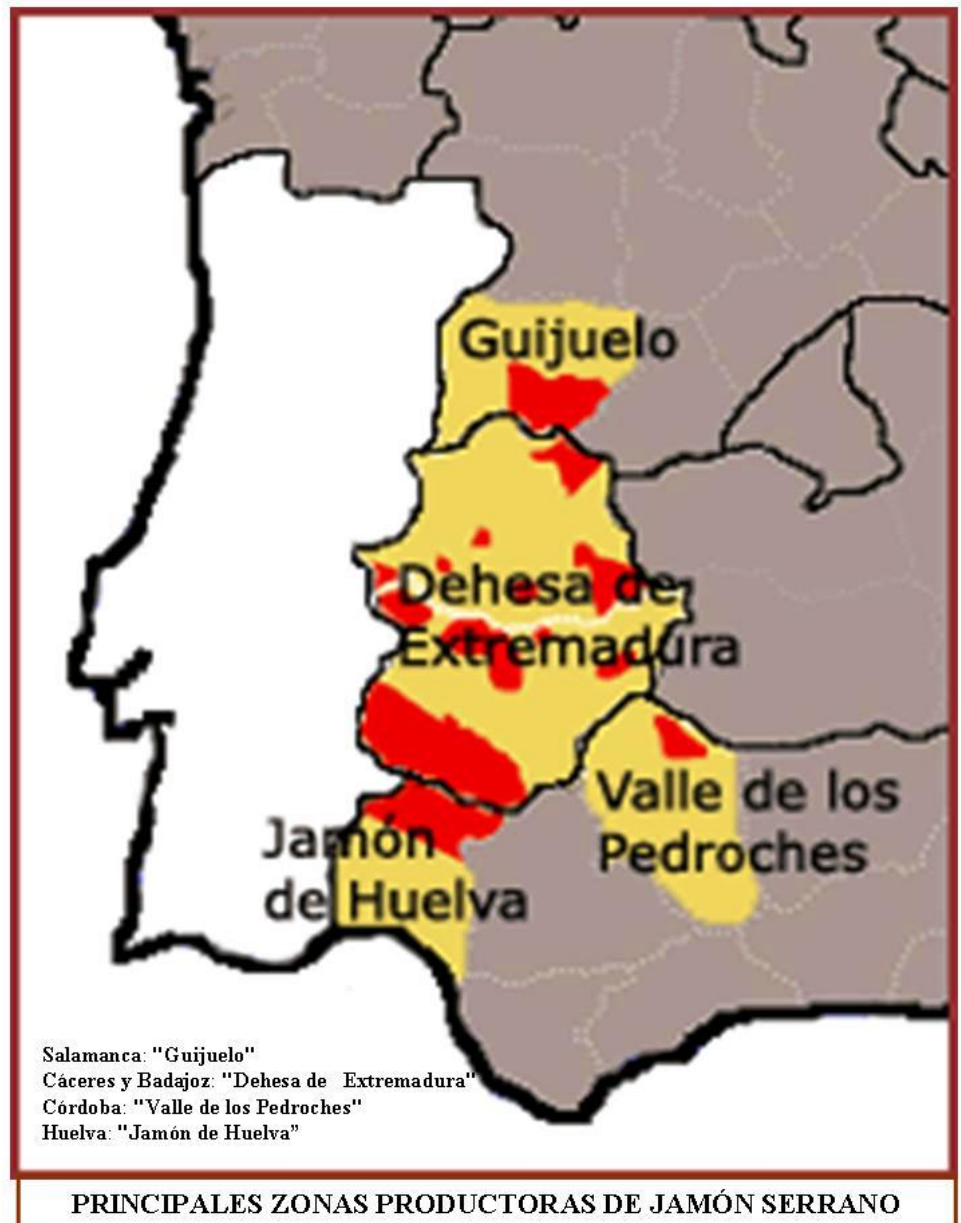 Guijuelo
Dehesa de
Extremadura
Valle de los
Pedroches
Jamón
de Huelva
Salamanca: "Guijuelo"
Cáceres y Badajoz: "Dehesa de Extremadura"
Córdoba: "Valle de los Pedroches"
Huelva: "Jamón de Huelva”
PRINCIPALES ZONAS PRODUCTORAS DE JAMÓN SERRANO